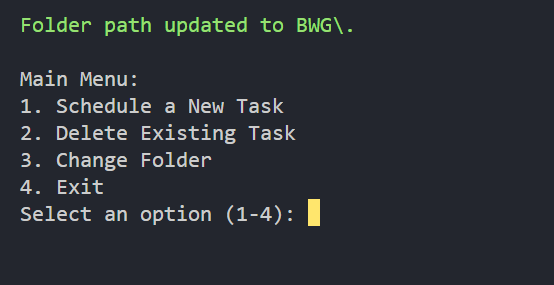 Folder path updated to BWG\.
Main Menu:
1. Schedule a New Task
2. Delete Existing Task
3. Change Folder
4. Exit
Select an option (1-4):